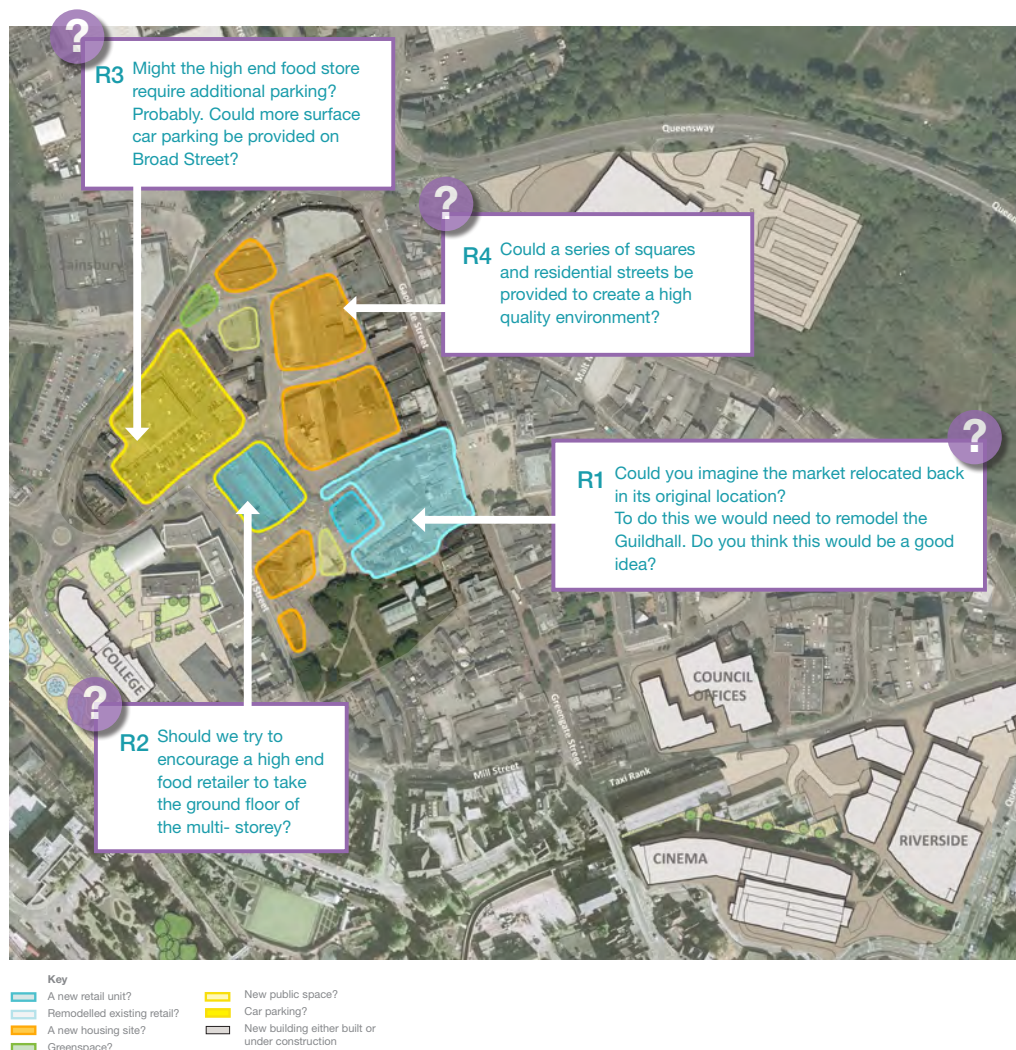 ?
R3 Might the high end food store
require additional parking?
Probably. Could more surface
car parking be provided on
Broad Street?
Queensway
?
R4 Could a series of squares
and residential streets be
provided to create a high
quality environment?
Sainsbury
Street
?
R1 Could you imagine the market relocated back
in its original location?
To do this we would need to remodel the
Guildhall. Do you think this would be a good
idea?
COLLEGE
COUNCIL
OFFICES
?
R2 Should we try to
encourage a high end
food retailer to take
the ground floor of
the multi- storey?
Greengate Street
Mill Street
Taxi Rank
CINEMA
RIVERSIDE
Key
A new retail unit?
Remodelled existing retail?
A new housing site?
Greenspace?
New public space?
Car parking?
New building either built or
under construction